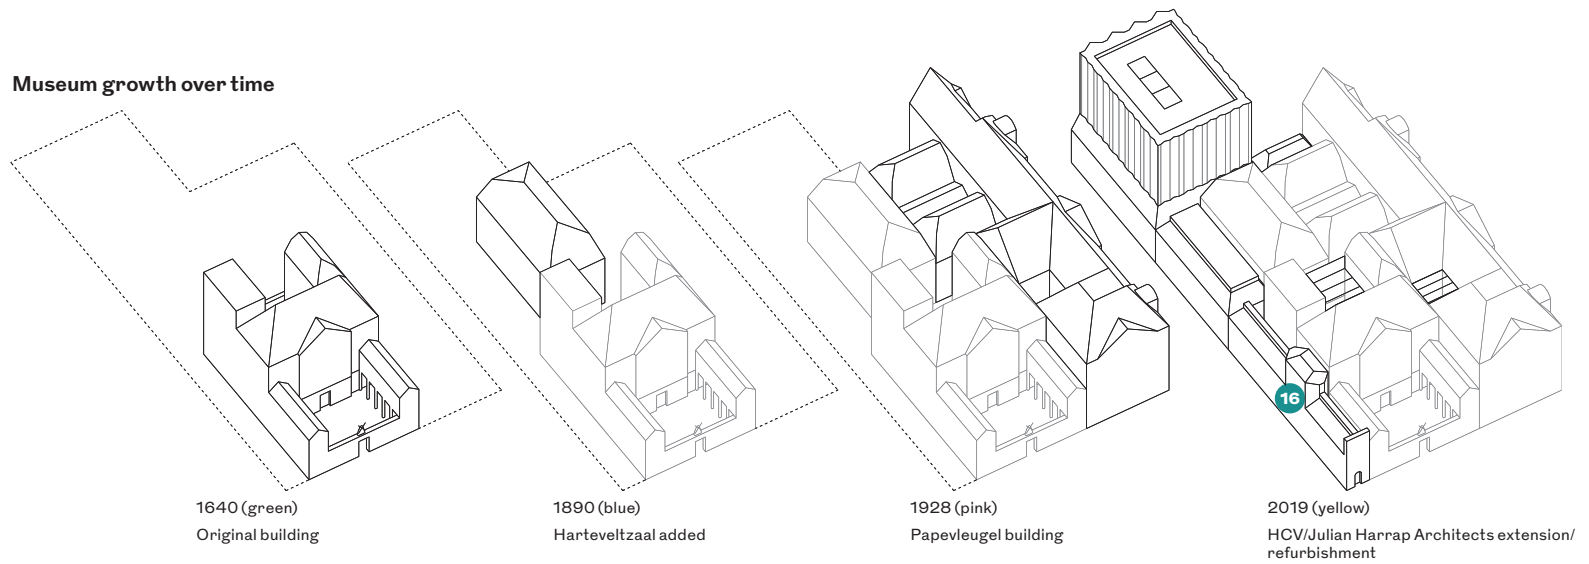 Museum growth over time
16
1640 (green)
Original building
1890 (blue)
Harteveltzaal added
1928 (pink)
Papevleugel building
2019 (yellow)
HCV/Julian Harrap Architects extension/
refurbishment